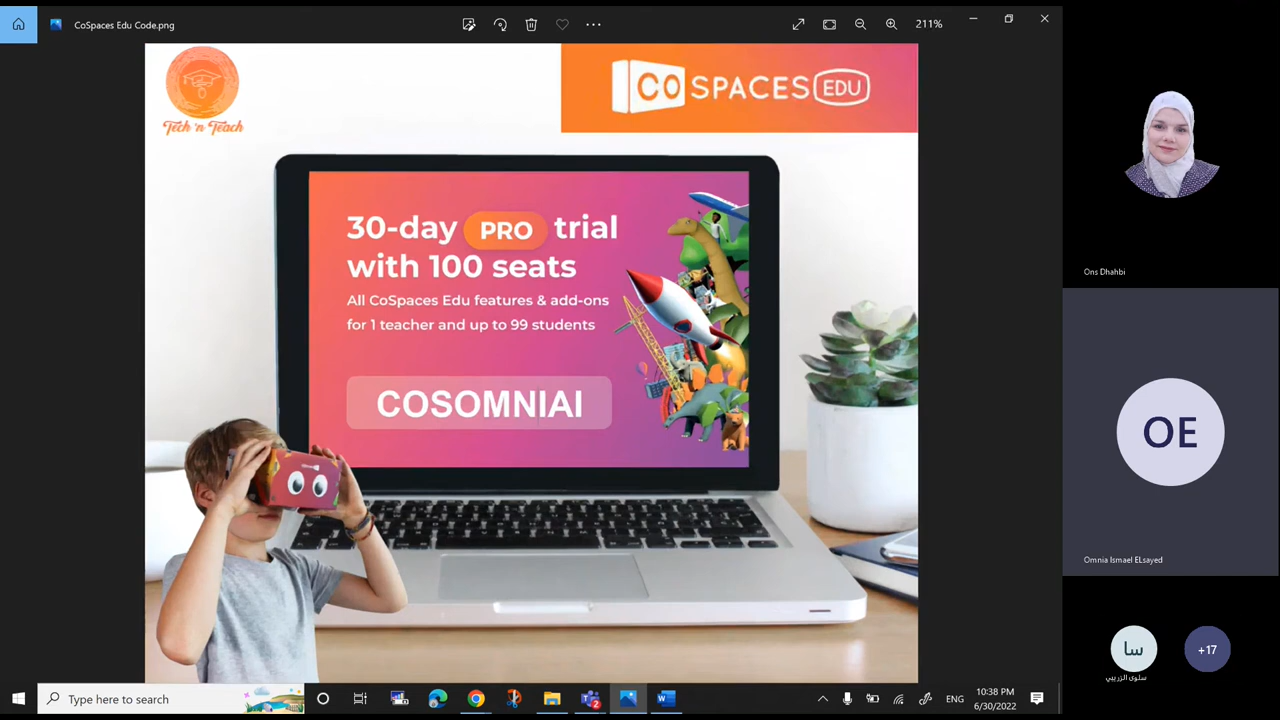 CoSpaces Edu Code.png
211%
Tech 'n Teach
CO SPACES EDU
30-day PRO trial
with 100 seats
All CoSpaces Edu features & add-ons
for 1 teacher and up to 99 students
COSOMNIAI
Ons Dhahbi
OE
Omnia Ismael ELsayed
سا
+17
سلوى الزريبي
Type here to search
ENG
10:38 PM
6/30/2022